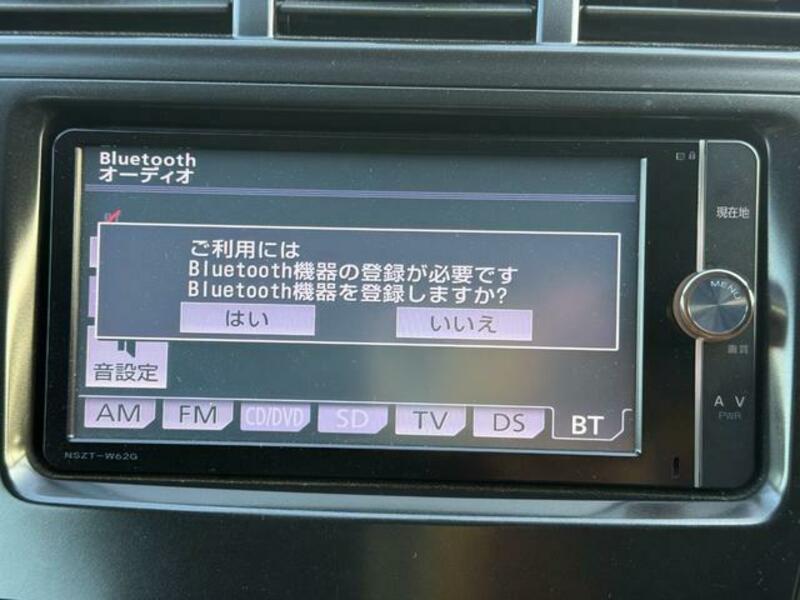 Bluetooth
オーディオ
ご利用には
Bluetooth機器の登録が必要です
Bluetooth機器を登録しますか?
はい
いいえ
音設定
AM
FM
CD/DVD
SD
TV
DS
BT
NSZT-W62G
現在地
MENU
画質
A V
PWR